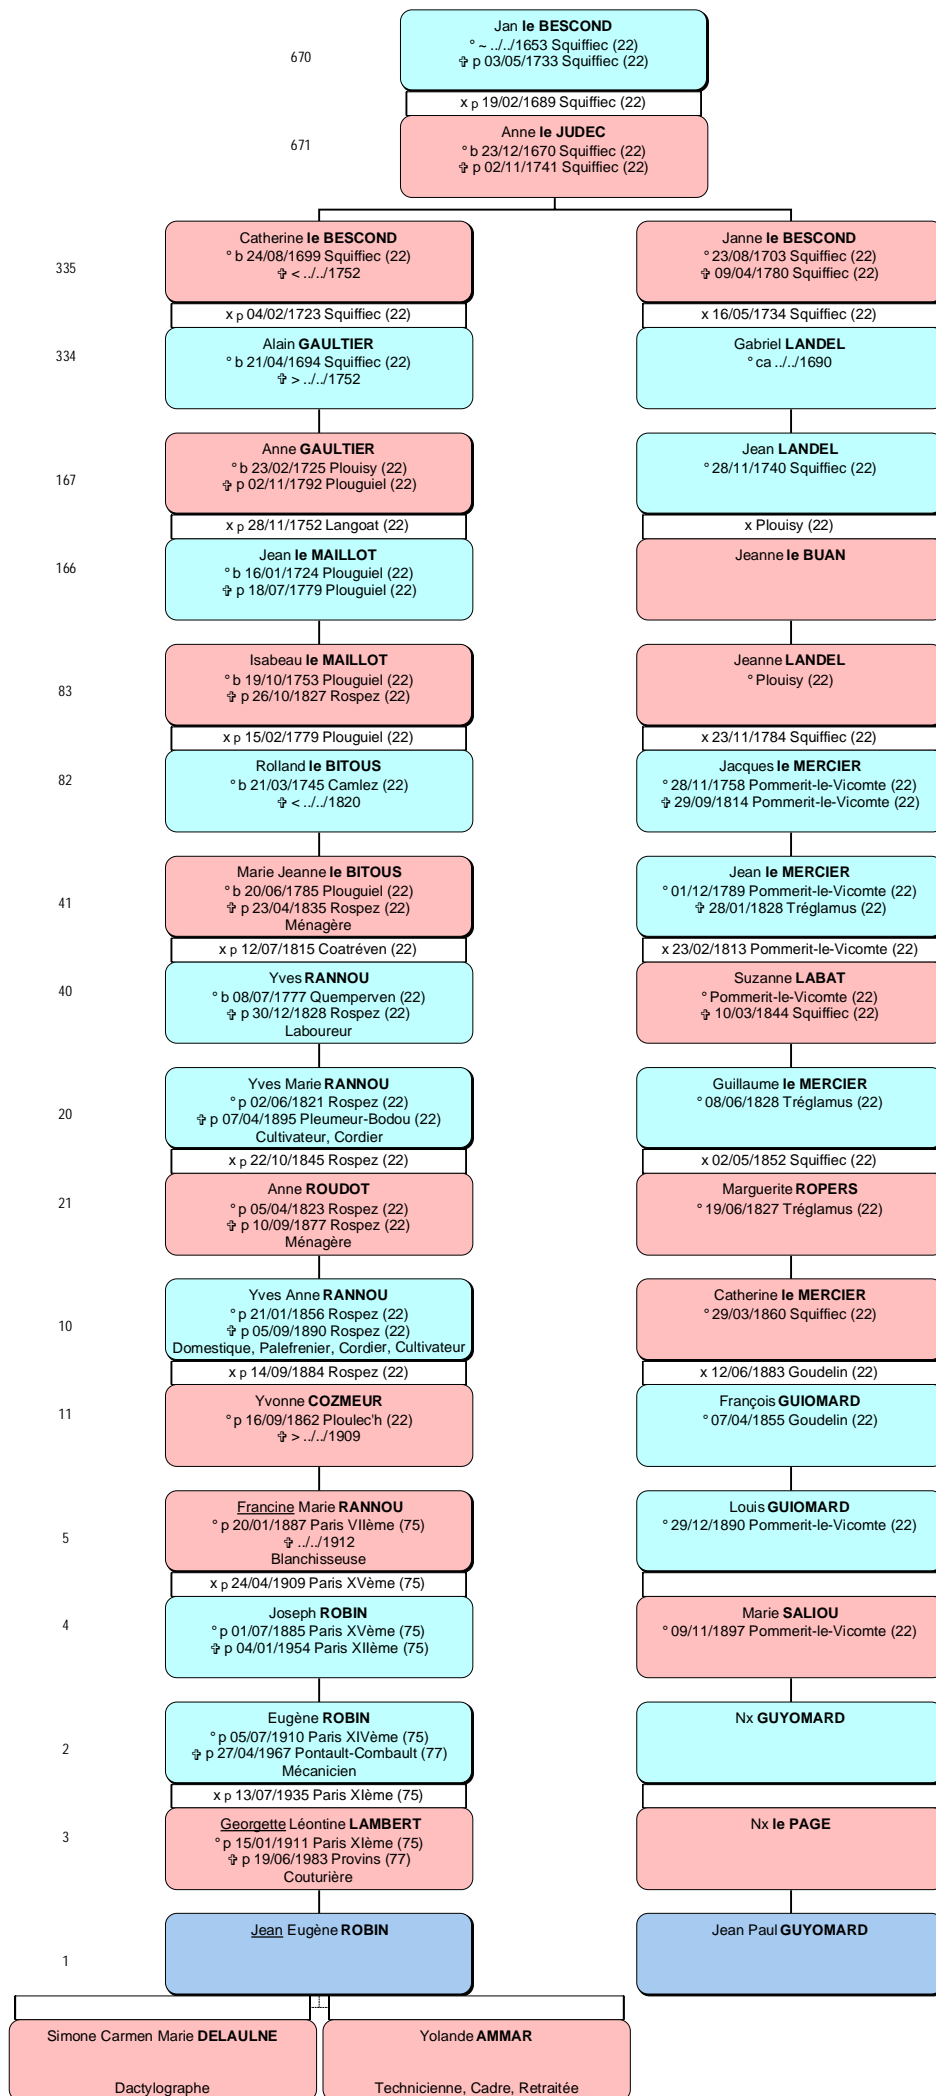 Jan le BESCOND
° ~ ../../1653 Squiffiec (22)
✞ p 03/05/1733 Squiffiec (22)
670
x p 19/02/1689 Squiffiec (22)
Anne le JUDEC
° b 23/12/1670 Squiffiec (22)
✞ p 02/11/1741 Squiffiec (22)
671
Catherine le BESCOND
° b 24/08/1699 Squiffiec (22)
✞ < ../../1752
335
x p 04/02/1723 Squiffiec (22)
Alain GAULTIER
° b 21/04/1694 Squiffiec (22)
✞ > ../../1752
334
Janne le BESCOND
° 23/08/1703 Squiffiec (22)
✞ 09/04/1780 Squiffiec (22)
x 16/05/1734 Squiffiec (22)
Gabriel LANDEL
° ca ../../1690
Anne GAULTIER
° b 23/02/1725 Plouisy (22)
✞ p 02/11/1792 Plouguiel (22)
167
x p 28/11/1752 Langoat (22)
Jean le MAILLOT
° b 16/01/1724 Plouguiel (22)
✞ p 18/07/1779 Plouguiel (22)
166
Jean LANDEL
° 28/11/1740 Squiffiec (22)
x Plouisy (22)
Jeanne le BUAN
Isabeau le MAILLOT
° b 19/10/1753 Plouguiel (22)
✞ p 26/10/1827 Rospez (22)
83
x p 15/02/1779 Plouguiel (22)
Rolland le BITOUS
° b 21/03/1745 Camlez (22)
✞ < ../../1820
82
Jeanne LANDEL
° Plouisy (22)
x 23/11/1784 Squiffiec (22)
Jacques le MERCIER
° 28/11/1758 Pommerit-le-Vicomte (22)
✞ 29/09/1814 Pommerit-le-Vicomte (22)
Marie Jeanne le BITOUS
° b 20/06/1785 Plouguiel (22)
✞ p 23/04/1835 Rospez (22)
Ménagère
41
x p 12/07/1815 Coatréven (22)
Yves RANNOU
° b 08/07/1777 Quemperven (22)
✞ p 30/12/1828 Rospez (22)
Laboureur
40
Jean le MERCIER
° 01/12/1789 Pommerit-le-Vicomte (22)
✞ 28/01/1828 Tréglamus (22)
x 23/02/1813 Pommerit-le-Vicomte (22)
Suzanne LABAT
° Pommerit-le-Vicomte (22)
✞ 10/03/1844 Squiffiec (22)
Yves Marie RANNOU
° p 02/06/1821 Rospez (22)
✞ p 07/04/1895 Pleumeur-Bodou (22)
Cultivateur, Cordier
20
x p 22/10/1845 Rospez (22)
Anne ROUDOT
° p 05/04/1823 Rospez (22)
✞ p 10/09/1877 Rospez (22)
Ménagère
21
Guillaume le MERCIER
° 08/06/1828 Tréglamus (22)
x 02/05/1852 Squiffiec (22)
Marguerite ROPERS
° 19/06/1827 Tréglamus (22)
Yves Anne RANNOU
° p 21/01/1856 Rospez (22)
✞ p 05/09/1890 Rospez (22)
Domestique, Palefrenier, Cordier, Cultivateur
10
x p 14/09/1884 Rospez (22)
Yvonne COZMEUR
° p 16/09/1862 Ploulec'h (22)
✞ > ../../1909
11
Catherine le MERCIER
° 29/03/1860 Squiffiec (22)
x 12/06/1883 Goudelin (22)
François GUIOMARD
° 07/04/1855 Goudelin (22)
Francine Marie RANNOU
° p 20/01/1887 Paris VIIème (75)
✞ ../../1912
Blanchisseuse
5
x p 24/04/1909 Paris XVème (75)
Joseph ROBIN
° p 01/07/1885 Paris XVème (75)
✞ p 04/01/1954 Paris XIIème (75)
4
Louis GUIOMARD
° 29/12/1890 Pommerit-le-Vicomte (22)
Marie SALIOU
° 09/11/1897 Pommerit-le-Vicomte (22)
Eugène ROBIN
° p 05/07/1910 Paris XIVème (75)
✞ p 27/04/1967 Pontault-Combault (77)
Mécanicien
2
x p 13/07/1935 Paris XIème (75)
Georgette Léontine LAMBERT
° p 15/01/1911 Paris XIème (75)
✞ p 19/06/1983 Provins (77)
Couturière
3
Nx GUYOMARD
Nx le PAGE
Jean Eugène ROBIN
1
Jean Paul GUYOMARD
Simone Carmen Marie DELAULNE
Dactylographe
Yolande AMMAR
Technicienne, Cadre, Retraitée